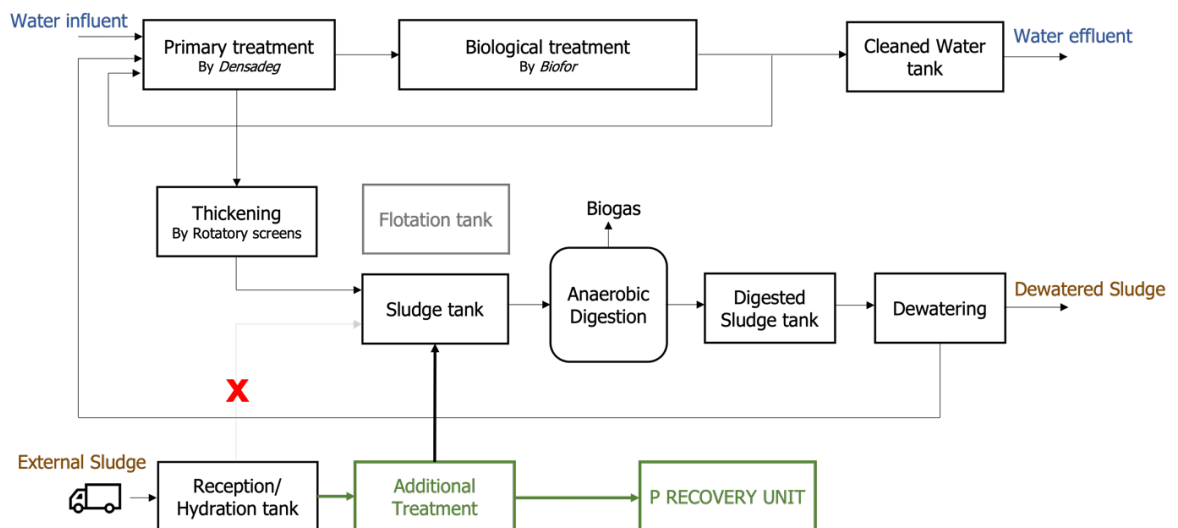 Water influent
Primary treatment
By Densadeg
Biological treatment
By Biofor
Cleaned Water
tank
Water effluent
Thickening
By Rotatory screens
Flotation tank
Biogas
Sludge tank
Anaerobic
Digestion
Digested
Sludge tank
Dewatering
Dewatered Sludge
X
External Sludge
Reception/
Hydration tank
Additional
Treatment
P RECOVERY UNIT